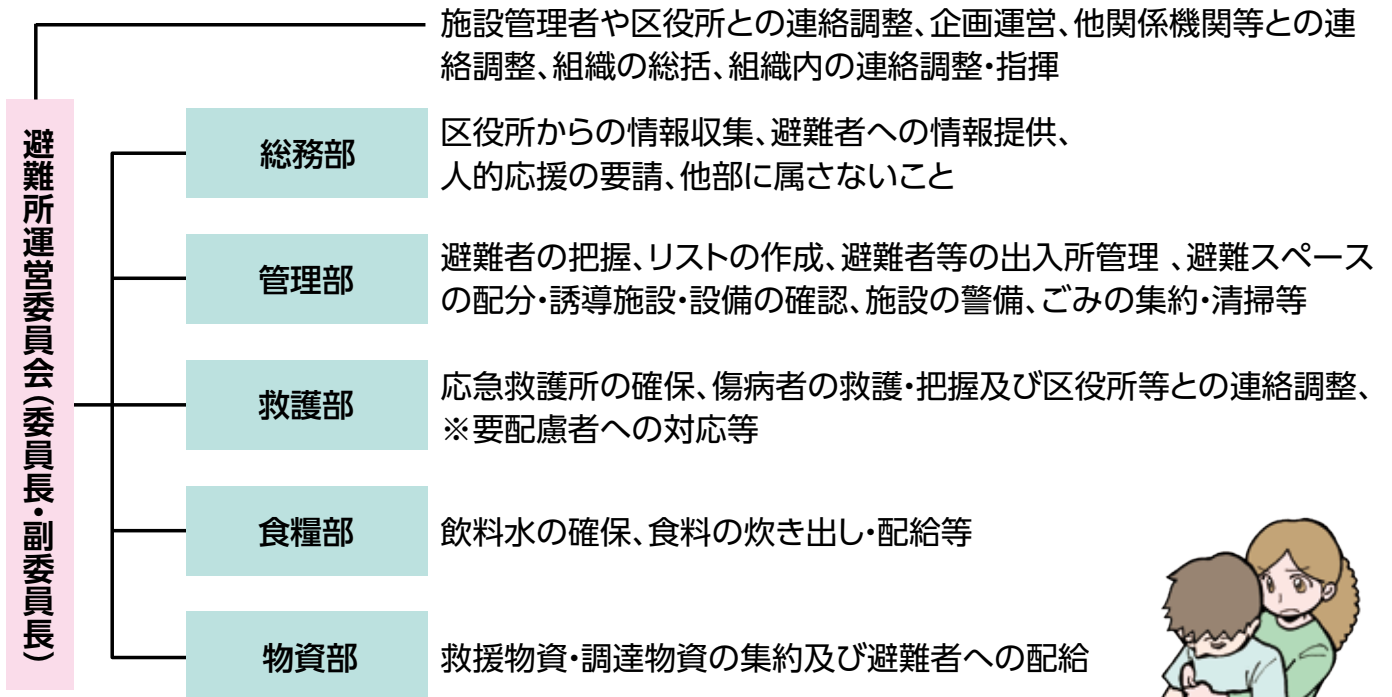 施設管理者や区役所との連絡調整、企画運営、他関係機関等との連
絡調整、組織の総括、組織内の連絡調整・指揮
避難所運営委員会（委員長・副委員長）
総務部
区役所からの情報収集、避難者への情報提供、
人的応援の要請、他部に属さないこと
管理部
避難者の把握、リストの作成、避難者等の出入所管理 、避難スペース
の配分・誘導施設・設備の確認、施設の警備、ごみの集約・清掃等
救護部
応急救護所の確保、傷病者の救護・把握及び区役所等との連絡調整、
※要配慮者への対応等
食糧部
飲料水の確保、食料の炊き出し・配給等
物資部
救援物資・調達物資の集約及び避難者への配給